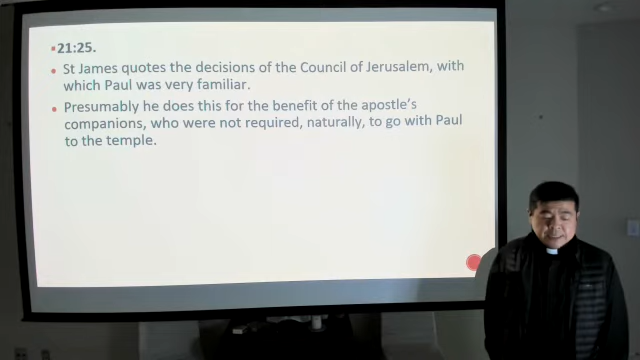 21:25.
St James quotes the decisions of the Council of Jerusalem, with
which Paul was very familiar.
Presumably he does this for the benefit of the apostle's
companions, who were not required, naturally, to go with Paul
to the temple.